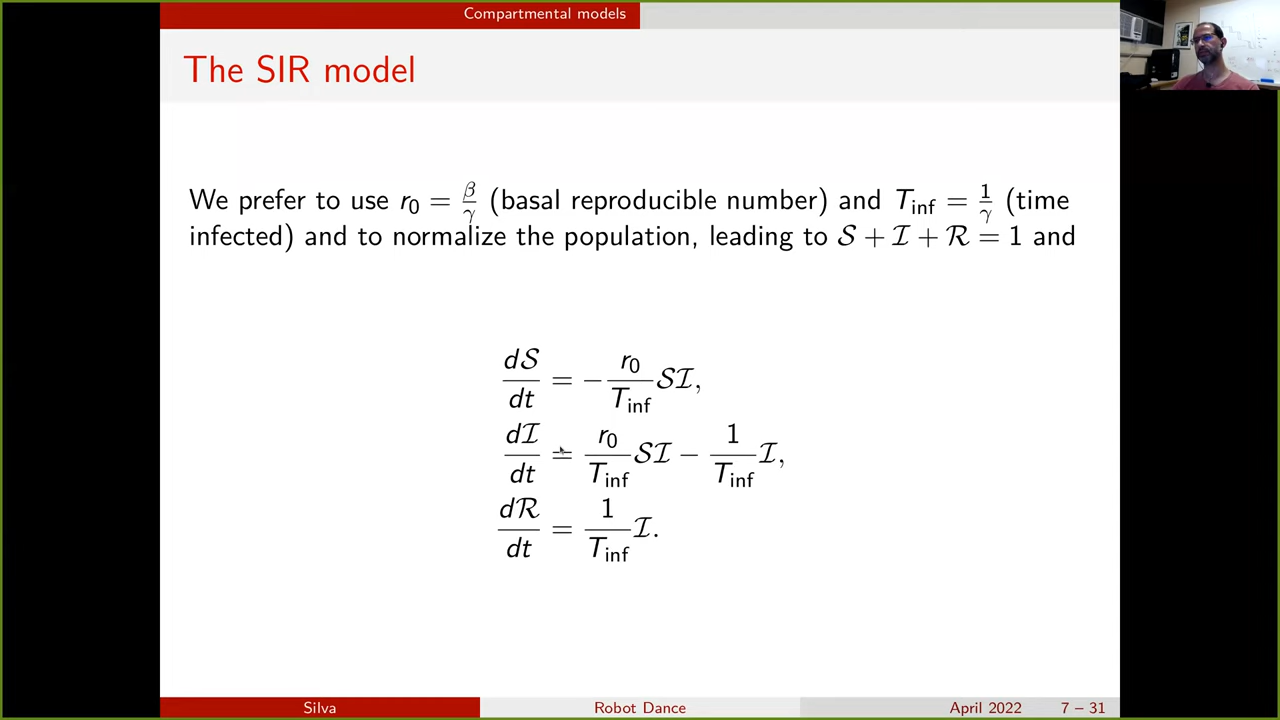 Compartmental models
The SIR model
We prefer to use r₀ = β/γ (basal reproducible number) and T_inf = 1/γ (time
infected) and to normalize the population, leading to 𝒮 + ℐ + ℛ = 1 and
d𝒮/dt = − r₀/T_inf 𝒮ℐ,
dℐ/dt = r₀/T_inf 𝒮ℐ − 1/T_inf ℐ,
dℛ/dt = 1/T_inf ℐ.
Silva Robot Dance April 2022 7 – 31